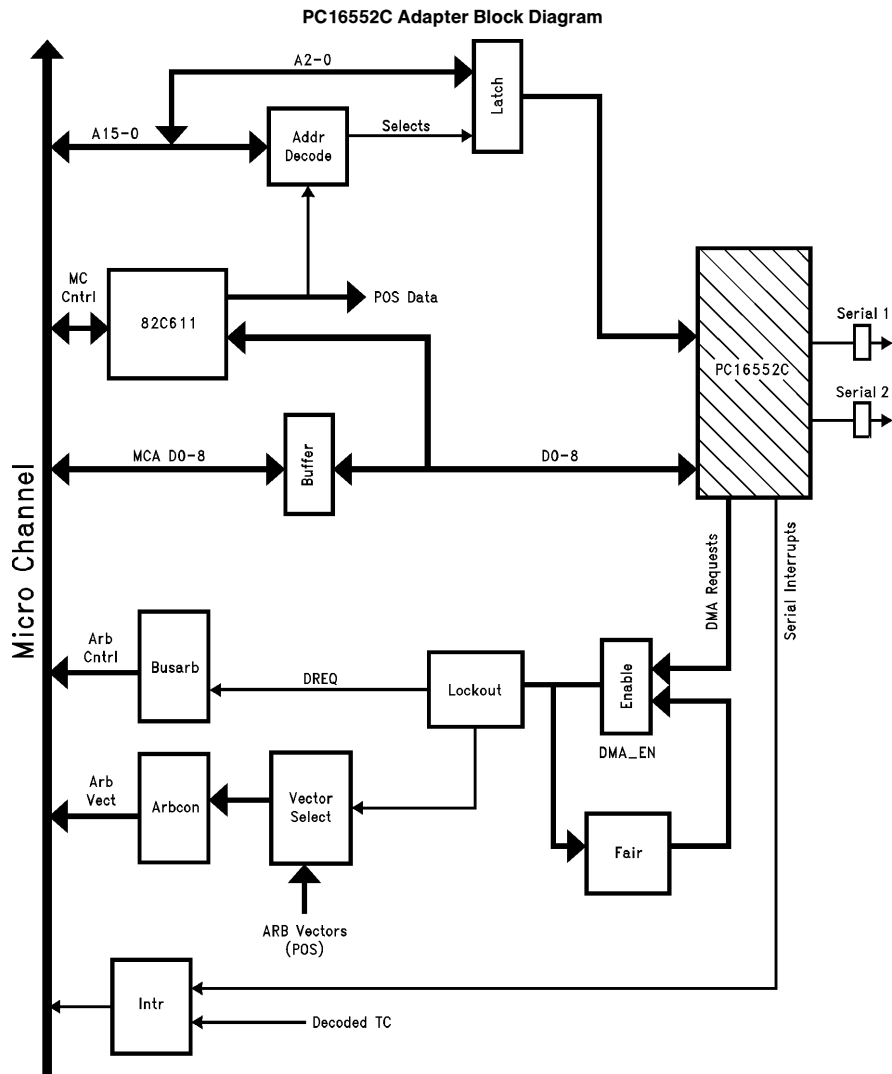 PC16552C Adapter Block Diagram
A2-0
Latch
A15-0
Addr
Decode
Selects
MC
Cntrl
82C611
POS Data
PC16552C
Serial 1
Serial 2
MCA D0-8
Buffer
D0-8
Micro Channel
DMA Requests
Serial Interrupts
Arb
Cntrl
Busarb
DREQ
Lockout
Enable
DMA_EN
Arb
Vect
Arbcon
Vector
Select
Fair
ARB Vectors
(POS)
Intr
Decoded TC